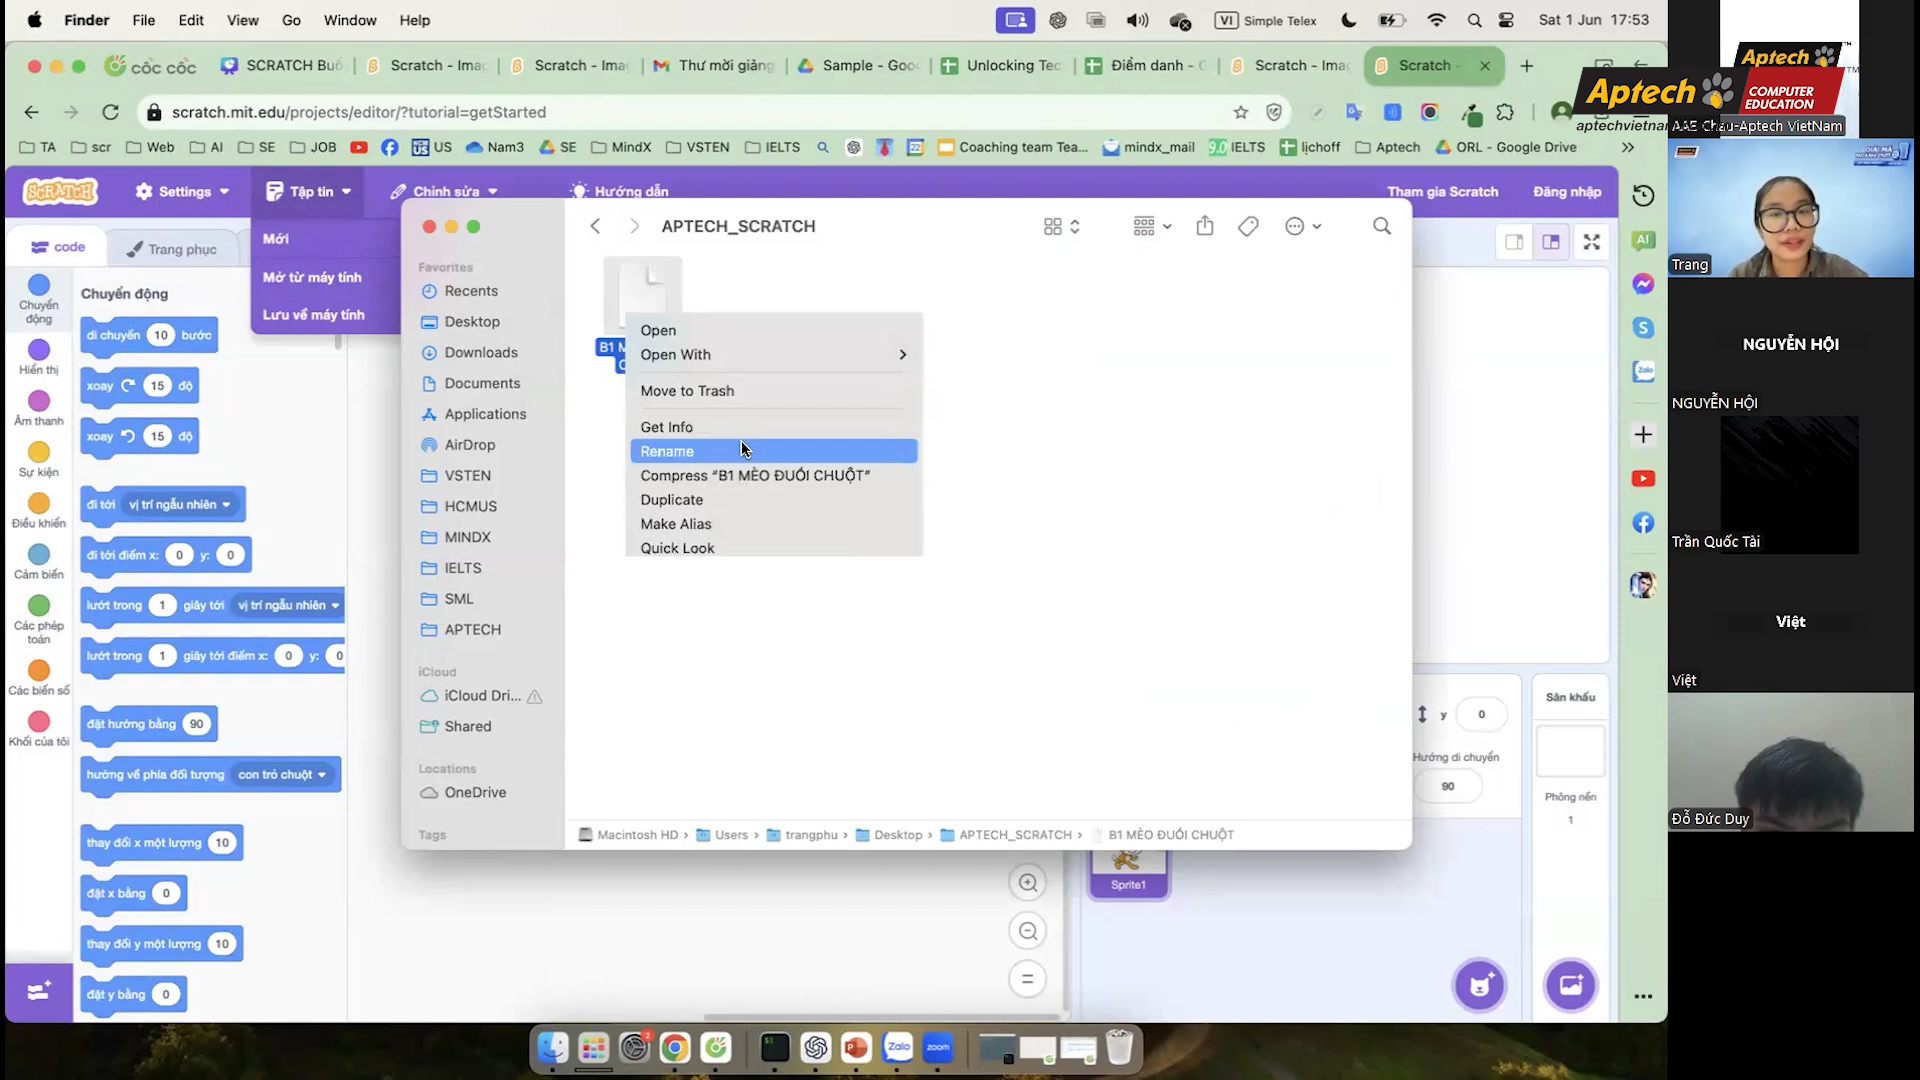 Finder File Edit View Go Window Help
VI Simple Telex Sat 1 Jun 17:53
cốc cốc
SCRATCH Buổ
Scratch - Imag
Scratch - Imag
Thư mời giảng
Sample - Goo
Unlocking Tec
Điểm danh - G
Scratch - Imag
Scratch -
scratch.mit.edu/projects/editor/?tutorial=getStarted
TA scr Web AI SE JOB US Nam3 SE MindX VSTEN IELTS Coaching team Tea... mindx_mail 9.0 IELTS lịchoff Aptech ORL - Google Drive
SCRATCH Settings Tập tin Chỉnh sửa Hướng dẫn Tham gia Scratch Đăng nhập
Mới
Mở từ máy tính
Lưu về máy tính
code Trang phục
Chuyển động
Hiển thị
Âm thanh
Sự kiện
Điều khiển
Cảm biến
Các phép toán
Các biến số
Khối của tôi
Chuyển động
di chuyển 10 bước
xoay 15 độ
xoay 15 độ
đi tới vị trí ngẫu nhiên
đi tới điểm x: 0 y: 0
lướt trong 1 giây tới vị trí ngẫu nhiên
lướt trong 1 giây tới điểm x: 0 y: 0
đặt hướng bằng 90
hướng về phía đối tượng con trỏ chuột
thay đổi x một lượng 10
đặt x bằng 0
thay đổi y một lượng 10
đặt y bằng 0
APTECH_SCRATCH
Favorites
Recents
Desktop
Downloads
Documents
Applications
AirDrop
VSTEN
HCMUS
MINDX
IELTS
SML
APTECH
iCloud
iCloud Dri...
Shared
Locations
OneDrive
Tags
B1 M
Open
Open With
Move to Trash
Get Info
Rename
Compress “B1 MÈO ĐUỔI CHUỘT”
Duplicate
Make Alias
Quick Look
Macintosh HD › Users › trangphu › Desktop › APTECH_SCRATCH › B1 MÈO ĐUỔI CHUỘT
Sprite1
y 0
Hướng di chuyển
90
Sân khấu
Phông nền
1
Zalo zoom
Aptech
Aptech COMPUTER EDUCATION
aptechvietnam
AAE Chau-Aptech VietNam
Trang
NGUYỄN HỘI
NGUYỄN HỘI
Trần Quốc Tài
Việt
Việt
Đỗ Đức Duy